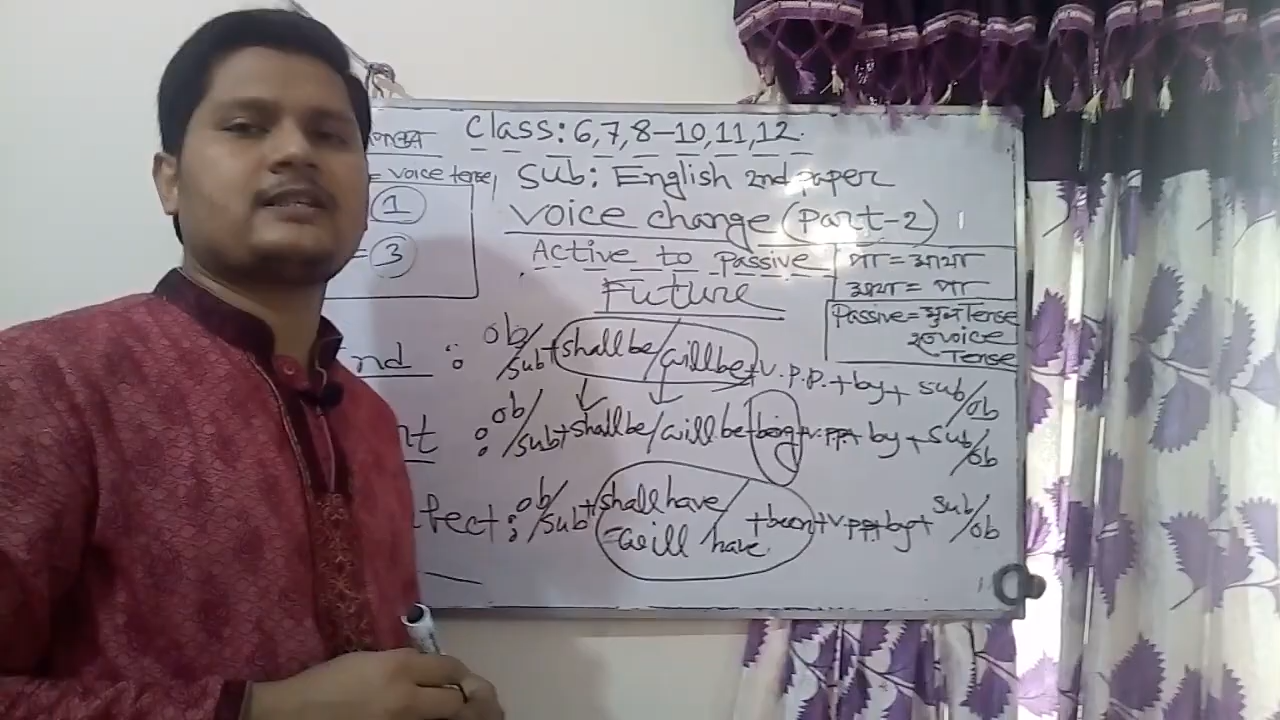 Class: 6,7,8-10,11,12.
= voice tense
Sub: English 2nd paper
1
voice change (Part-2)
= 3
Active to Passive
Future
Passive = Tense
voice
Tense
nd : ob/sub + shall be/will be + v.p.p. + by + sub/ob
nt : ob/sub + shall be/will be + being + v.pp + by + sub/ob
fect : ob/sub + shall have/will have + been + v.pp + by + sub/ob